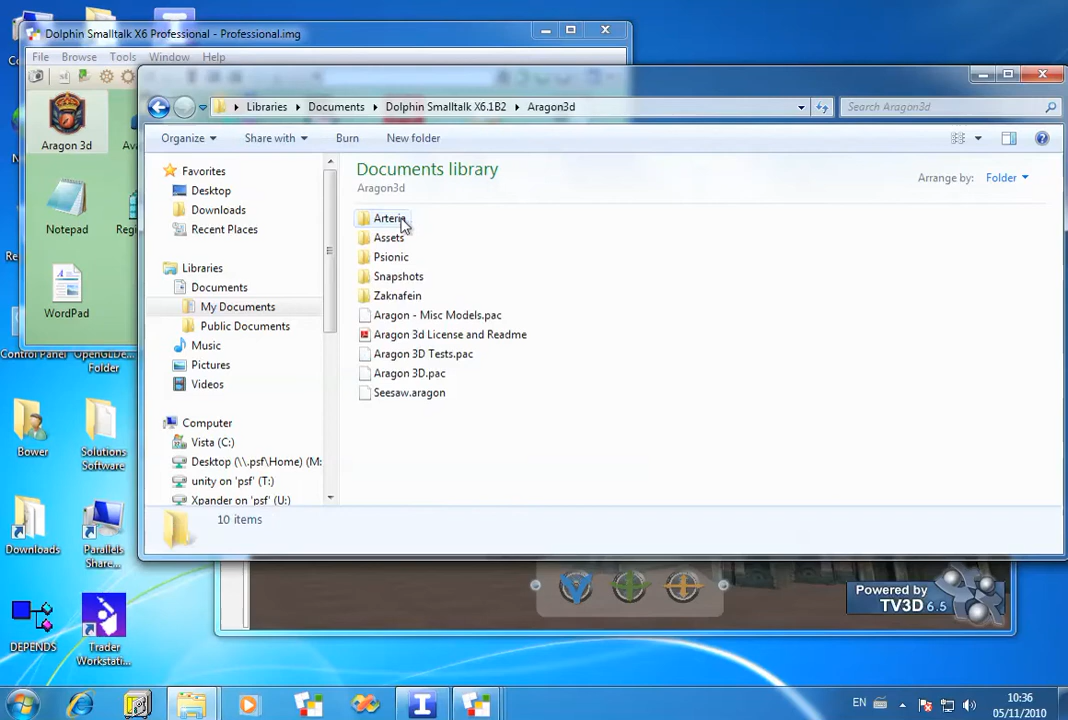 Dolphin Smalltalk X6 Professional - Professional.img
File Browse Tools Window Help
Libraries Documents Dolphin Smalltalk X6.1B2 Aragon3d
Search Aragon3d
Organize Share with Burn New folder
Aragon 3d
Notepad
WordPad
Favorites
Desktop
Downloads
Recent Places
Libraries
Documents
My Documents
Public Documents
Music
Pictures
Videos
Computer
Vista (C:)
Desktop (\\.psf\Home) (M:
unity on 'psf' (T:)
Xpander on 'psf' (U:)
Documents library
Aragon3d
Arrange by: Folder
Arteria
Assets
Psionic
Snapshots
Zaknafein
Aragon - Misc Models.pac
Aragon 3d License and Readme
Aragon 3D Tests.pac
Aragon 3D.pac
Seesaw.aragon
10 items
Control Panel
Folder
Bower
Solutions
Software
Downloads
Parallels
Share...
DEPENDS
Trader
Workstati...
Powered by
TV3D 6.5
EN
10:36
05/11/2010